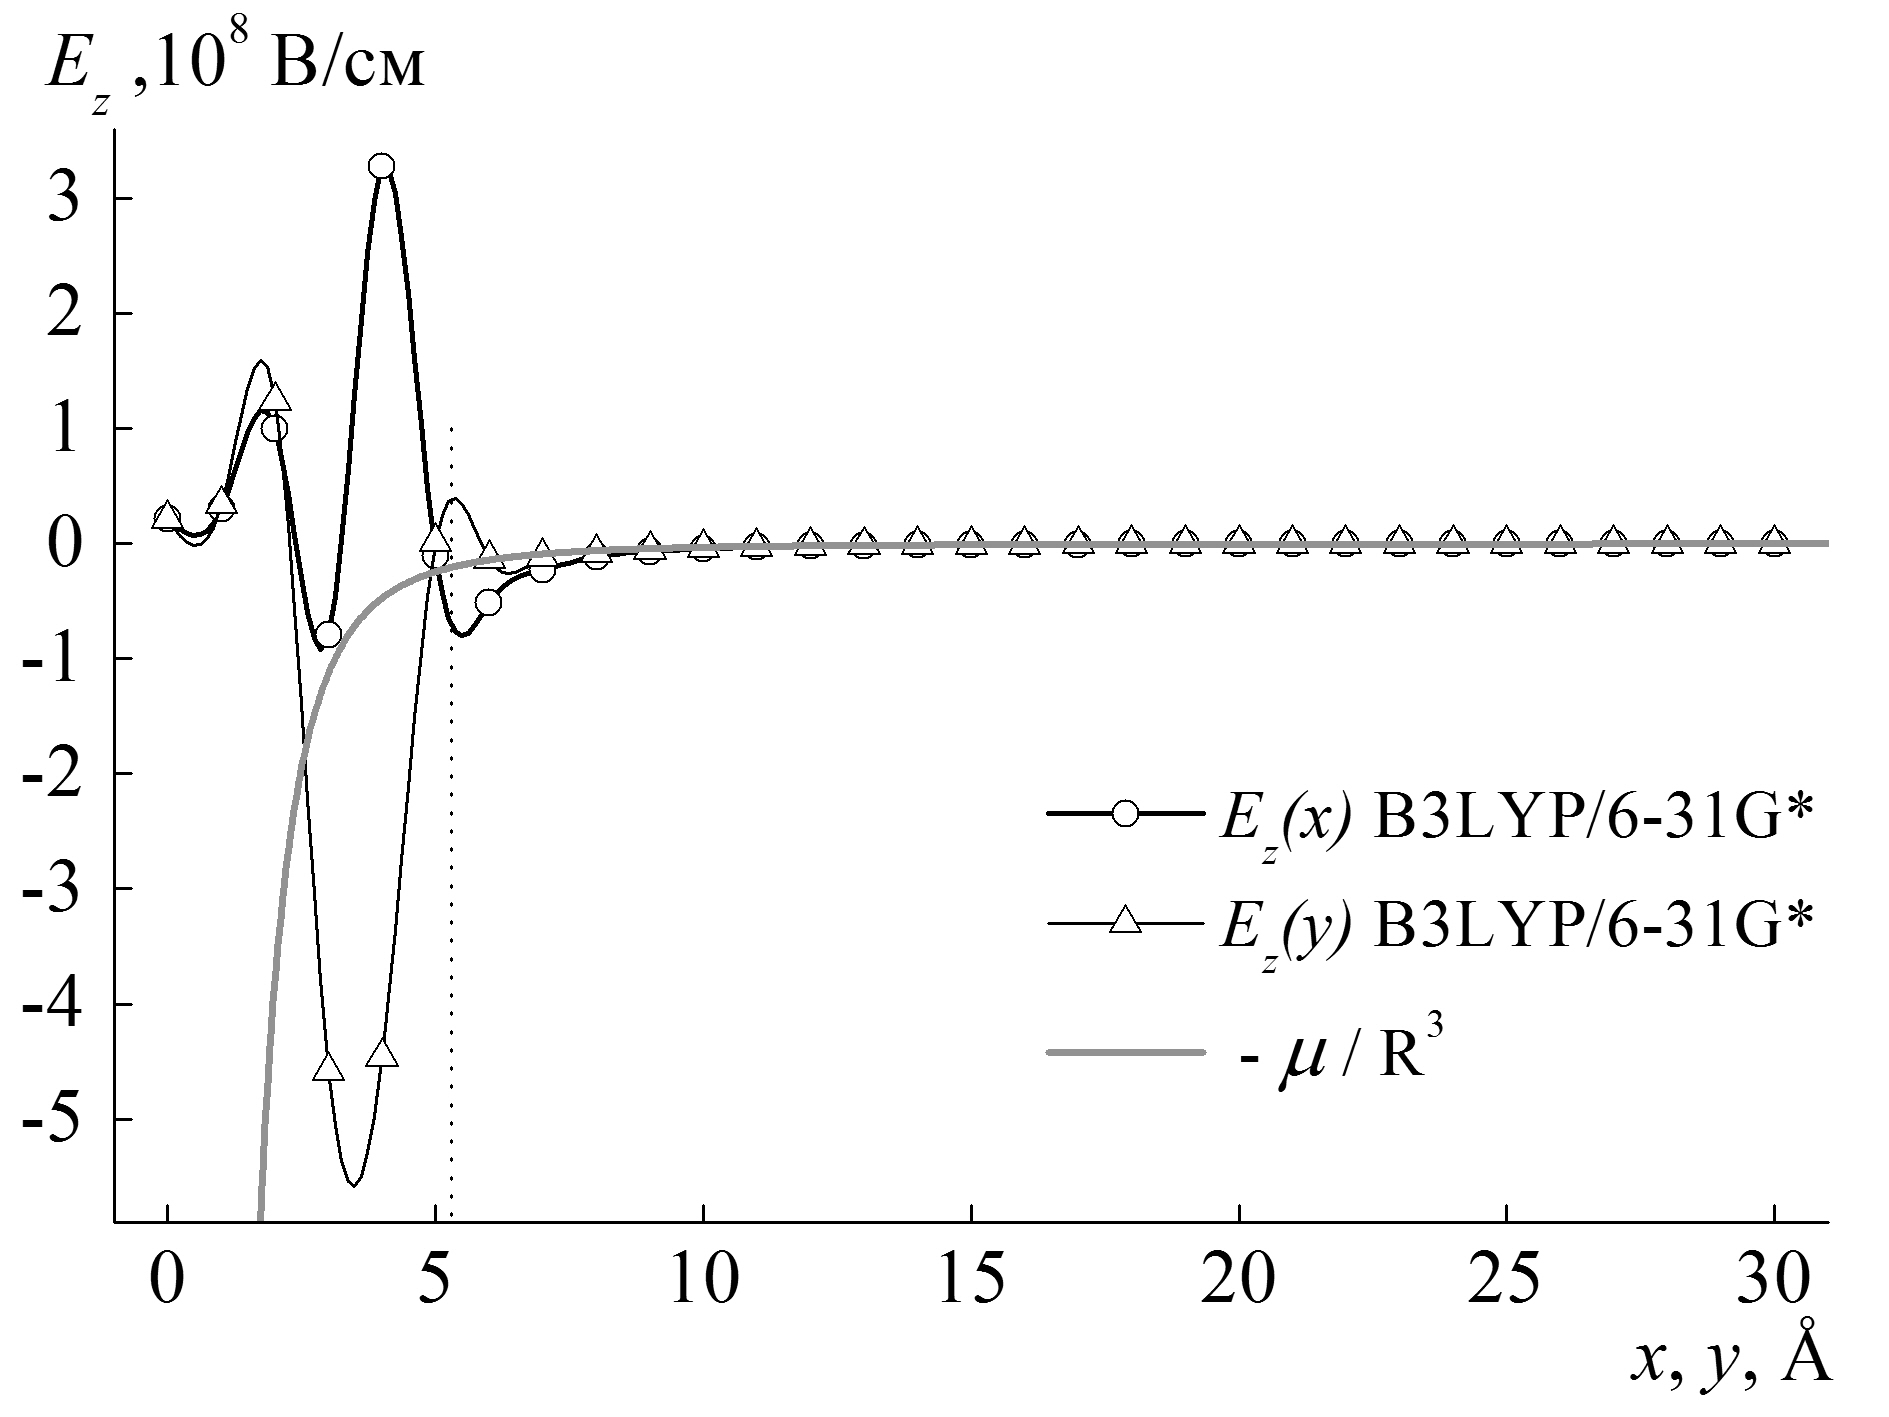 E_z ,10^8 В/см
3
2
1
0
-1
-2
-3
-4
-5
E_z(x) B3LYP/6-31G*
E_z(y) B3LYP/6-31G*
- μ / R^3
0 5 10 15 20 25 30
x, y, Å